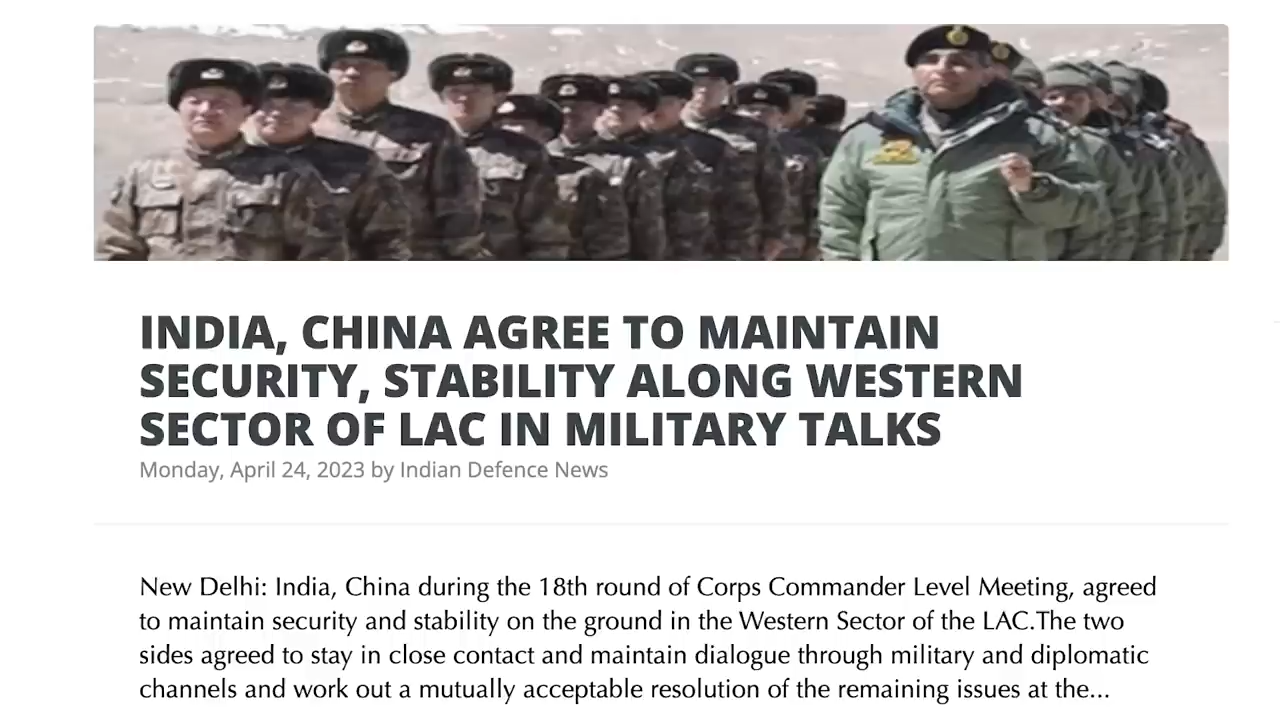 INDIA, CHINA AGREE TO MAINTAIN
SECURITY, STABILITY ALONG WESTERN
SECTOR OF LAC IN MILITARY TALKS
Monday, April 24, 2023 by Indian Defence News
New Delhi: India, China during the 18th round of Corps Commander Level Meeting, agreed
to maintain security and stability on the ground in the Western Sector of the LAC.The two
sides agreed to stay in close contact and maintain dialogue through military and diplomatic
channels and work out a mutually acceptable resolution of the remaining issues at the...